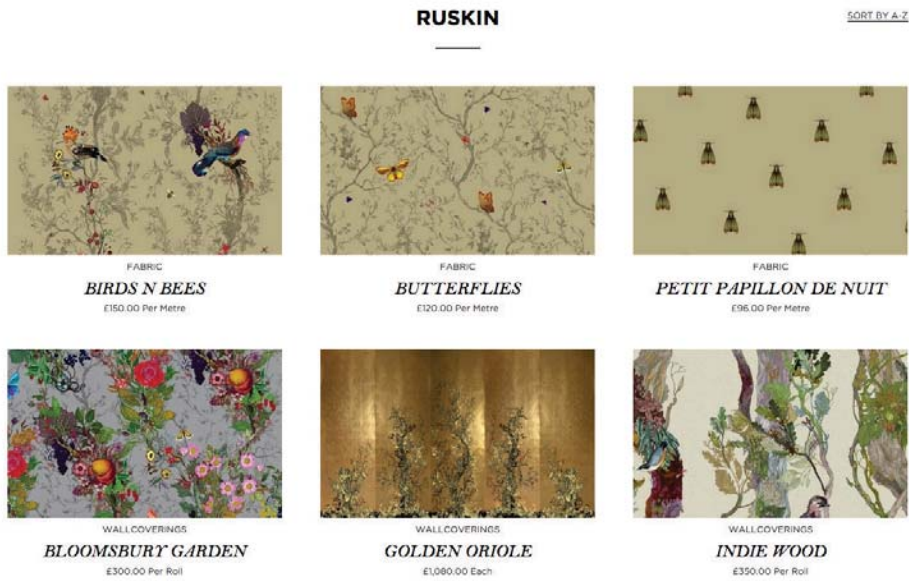 RUSKIN
SORT BY A-Z
FABRIC
BIRDS N BEES
£150.00 Per Metre
FABRIC
BUTTERFLIES
£120.00 Per Metre
FABRIC
PETIT PAPILLON DE NUIT
£96.00 Per Metre
WALLCOVERINGS
BLOOMSBURY GARDEN
£300.00 Per Roll
WALLCOVERINGS
GOLDEN ORIOLE
£1,080.00 Each
WALLCOVERINGS
INDIE WOOD
£350.00 Per Roll